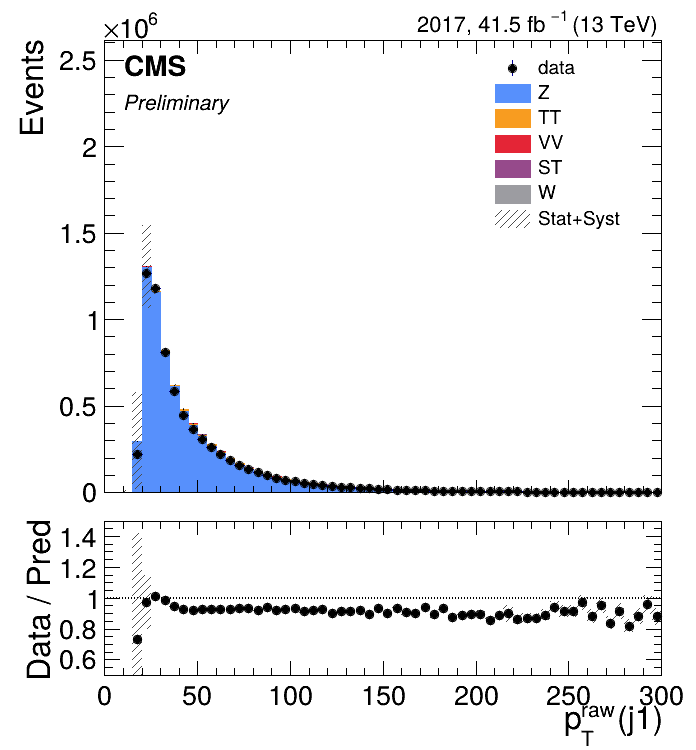 ×10⁶
2017, 41.5 fb⁻¹ (13 TeV)
Events
CMS
Preliminary
data
Z
TT
VV
ST
W
Stat+Syst
2.5
2
1.5
1
0.5
0
Data / Pred
1.4
1.2
1
0.8
0.6
0 50 100 150 200 250 300
p_T^raw(j1)